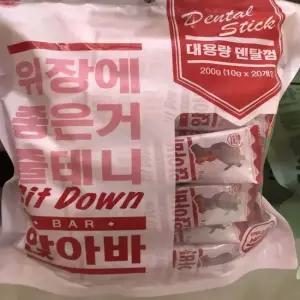 Dental
Stick
대용량 덴탈껌
200g (10g x 20개)
위장에
좋은거
줄테니
Sit Down
BAR
앉아바